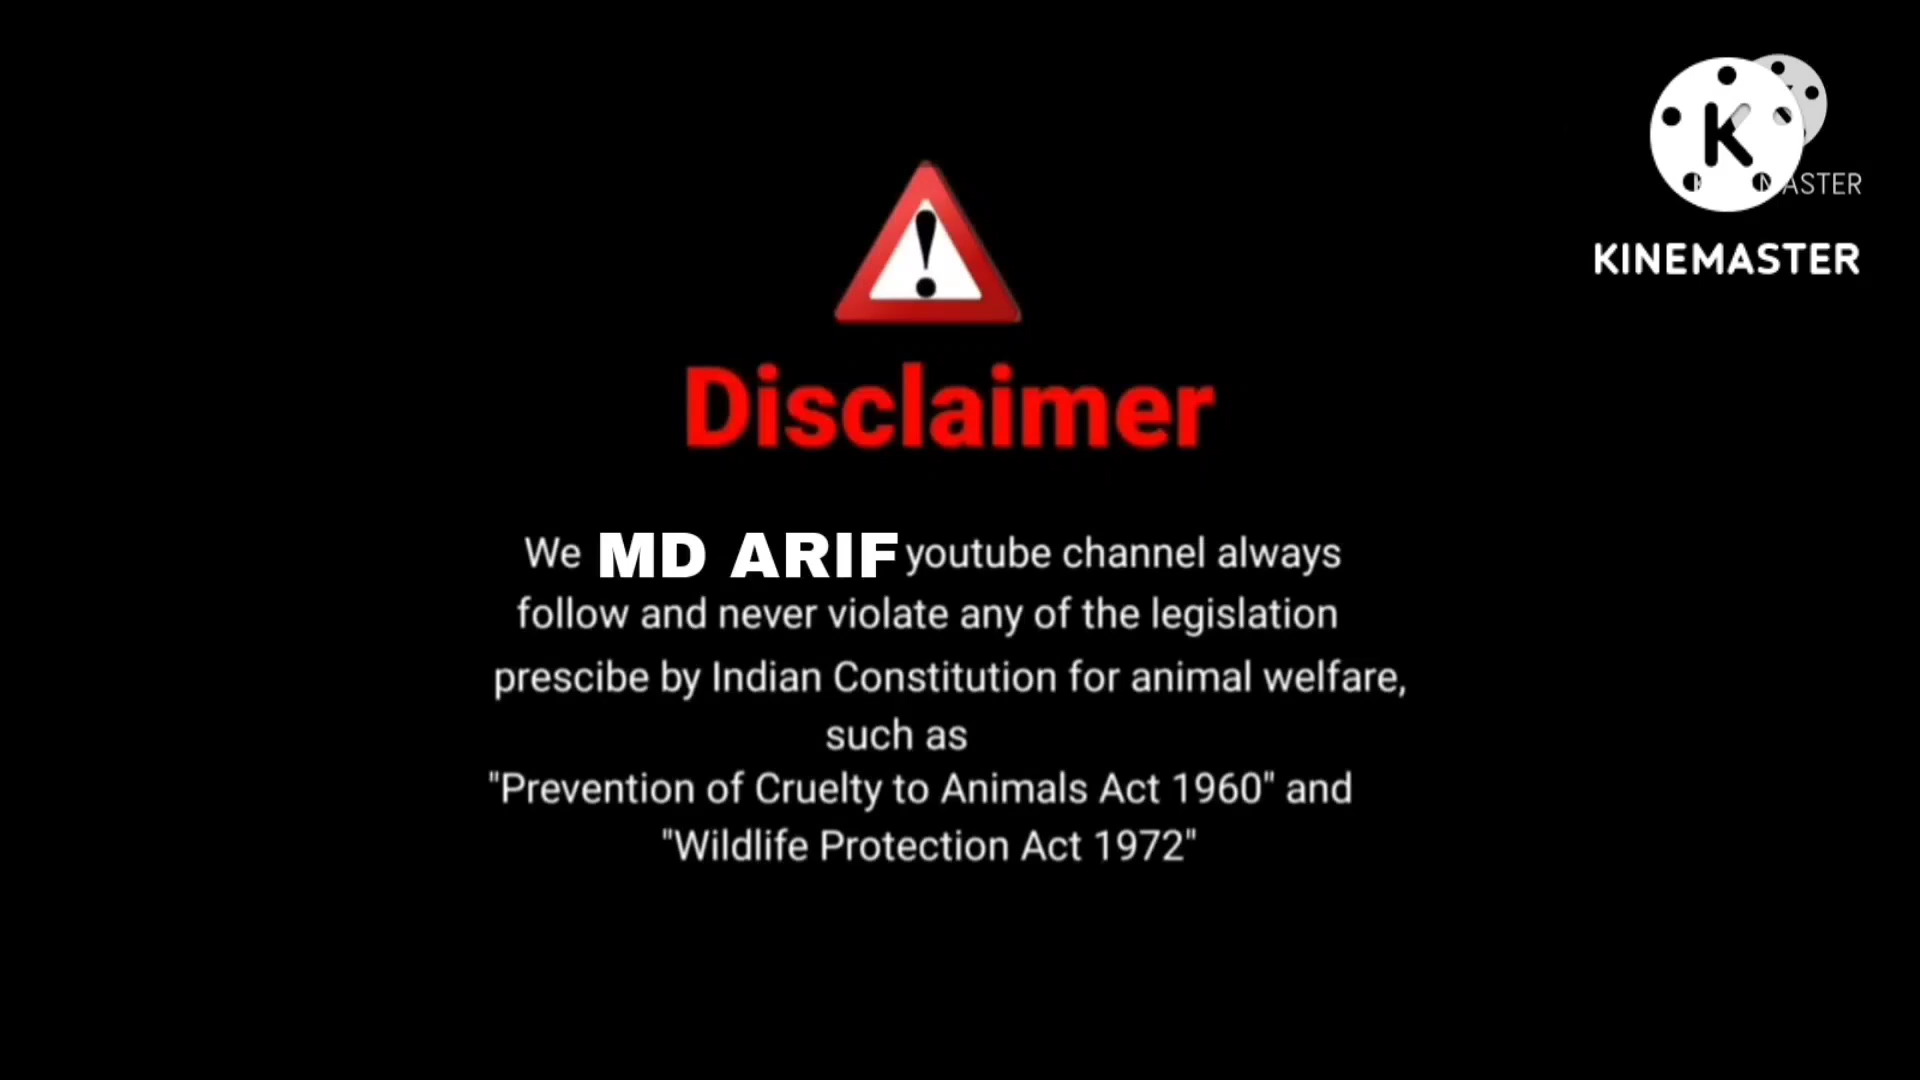 K
MASTER
KINEMASTER
Disclaimer
We MD ARIF youtube channel always
follow and never violate any of the legislation
prescibe by Indian Constitution for animal welfare,
such as
"Prevention of Cruelty to Animals Act 1960" and
"Wildlife Protection Act 1972"